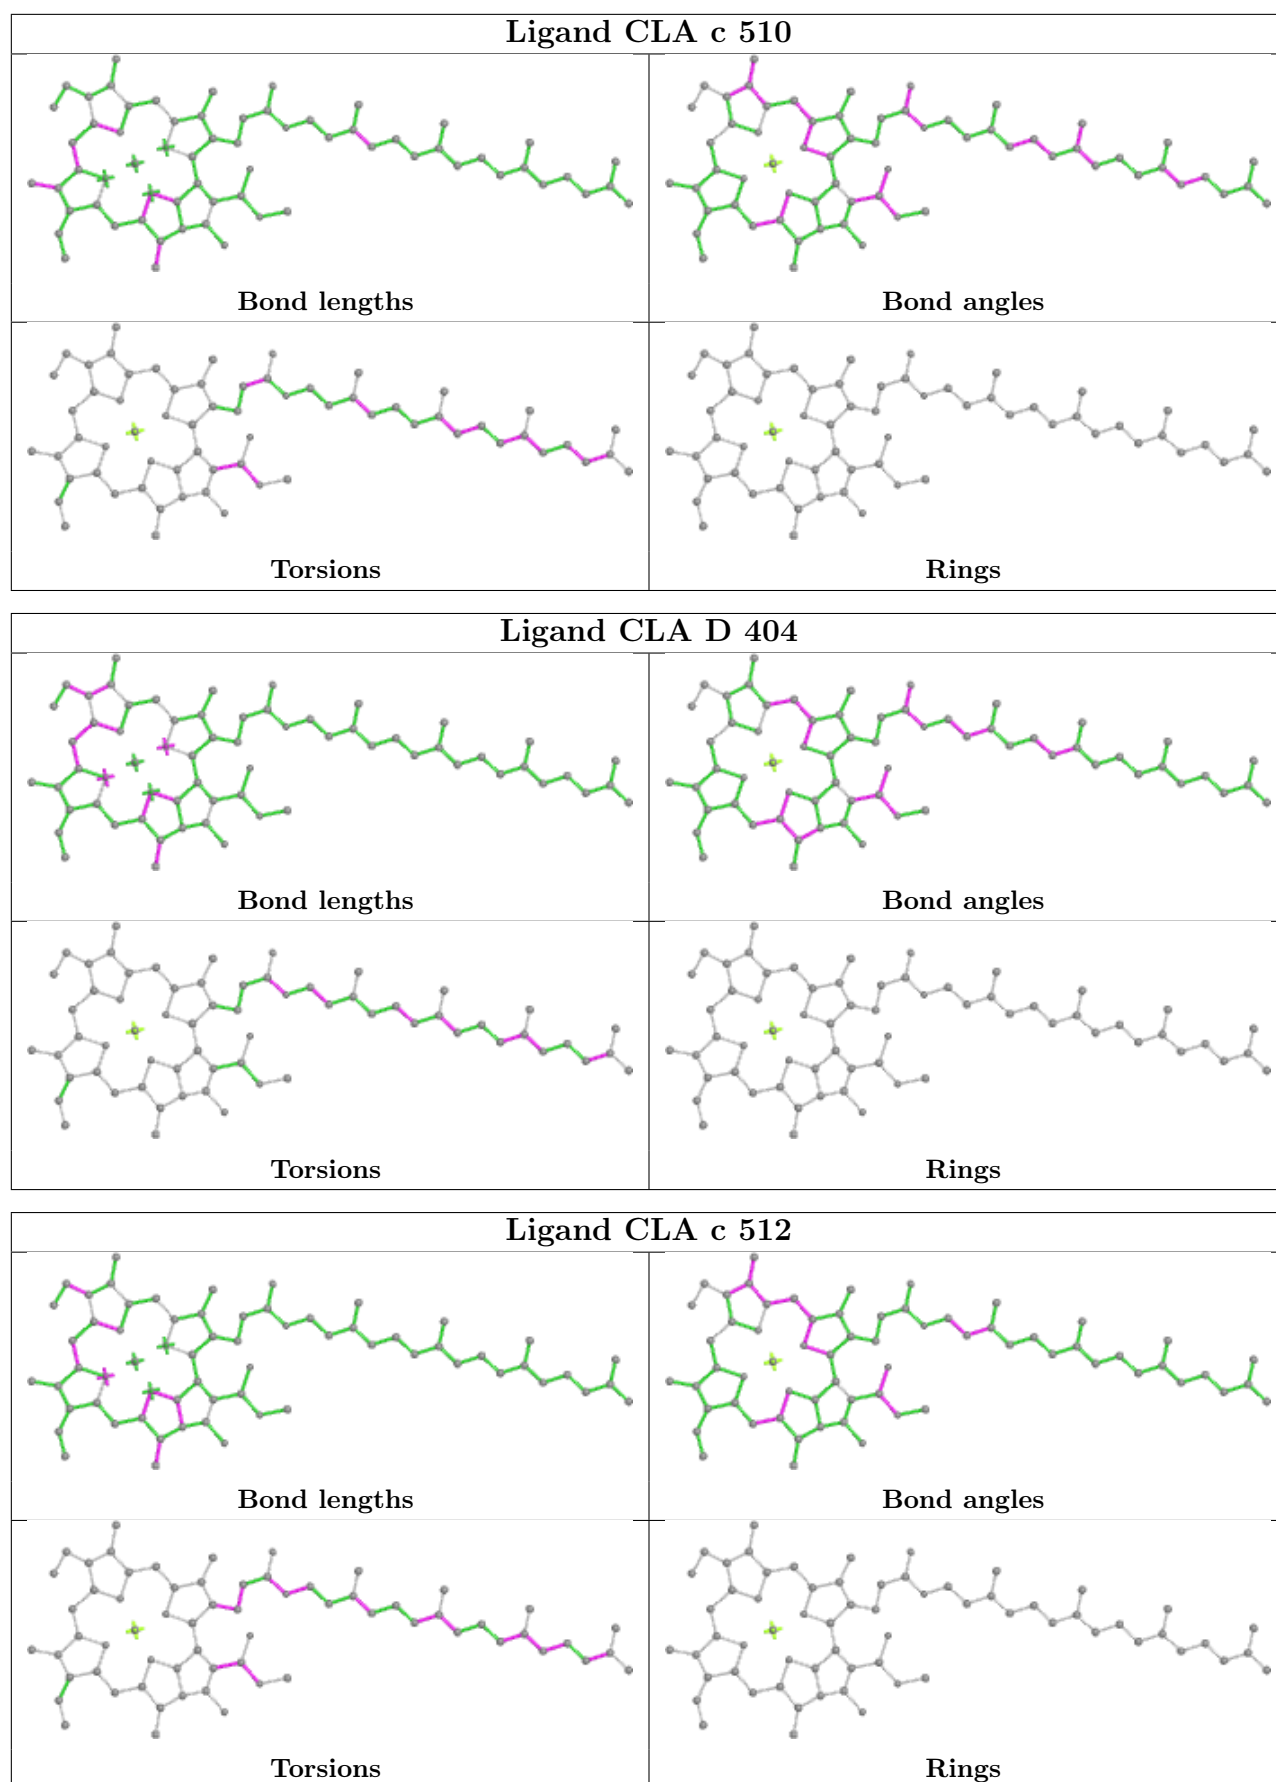 Ligand CLA c 510
Bond lengths
Bond angles
Torsions
Rings
Ligand CLA D 404
Bond lengths
Bond angles
Torsions
Rings
Ligand CLA c 512
Bond lengths
Bond angles
Torsions
Rings